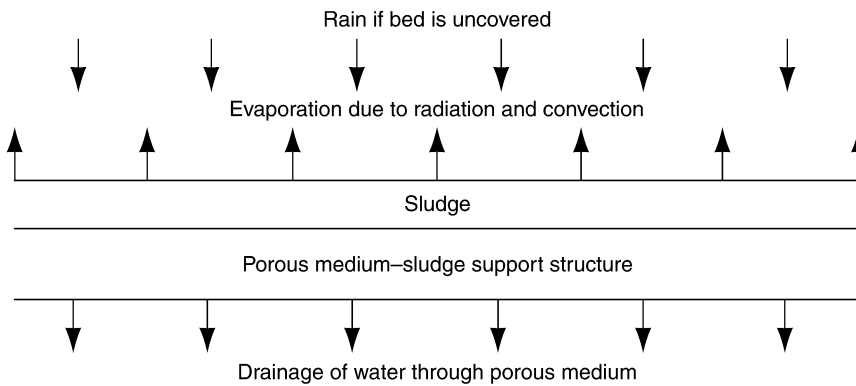 Rain if bed is uncovered
Evaporation due to radiation and convection
Sludge
Porous medium–sludge support structure
Drainage of water through porous medium